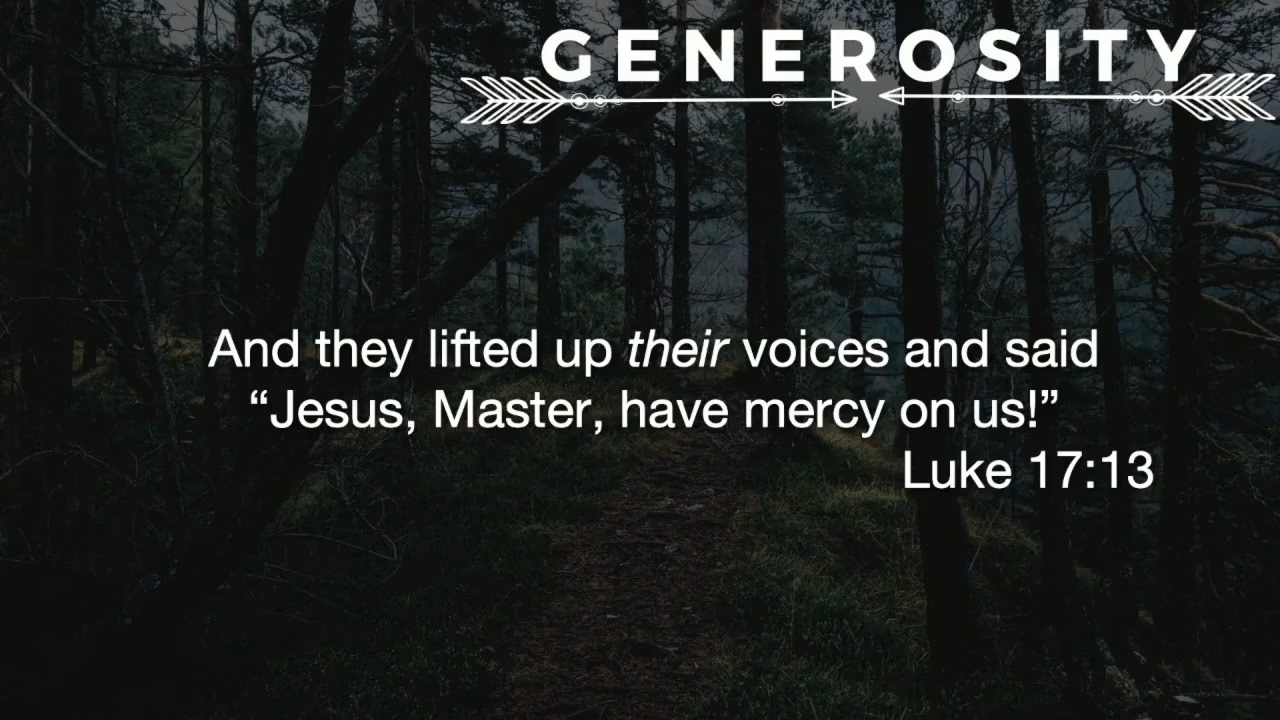 GENEROSITY
And they lifted up their voices and said
“Jesus, Master, have mercy on us!”
Luke 17:13